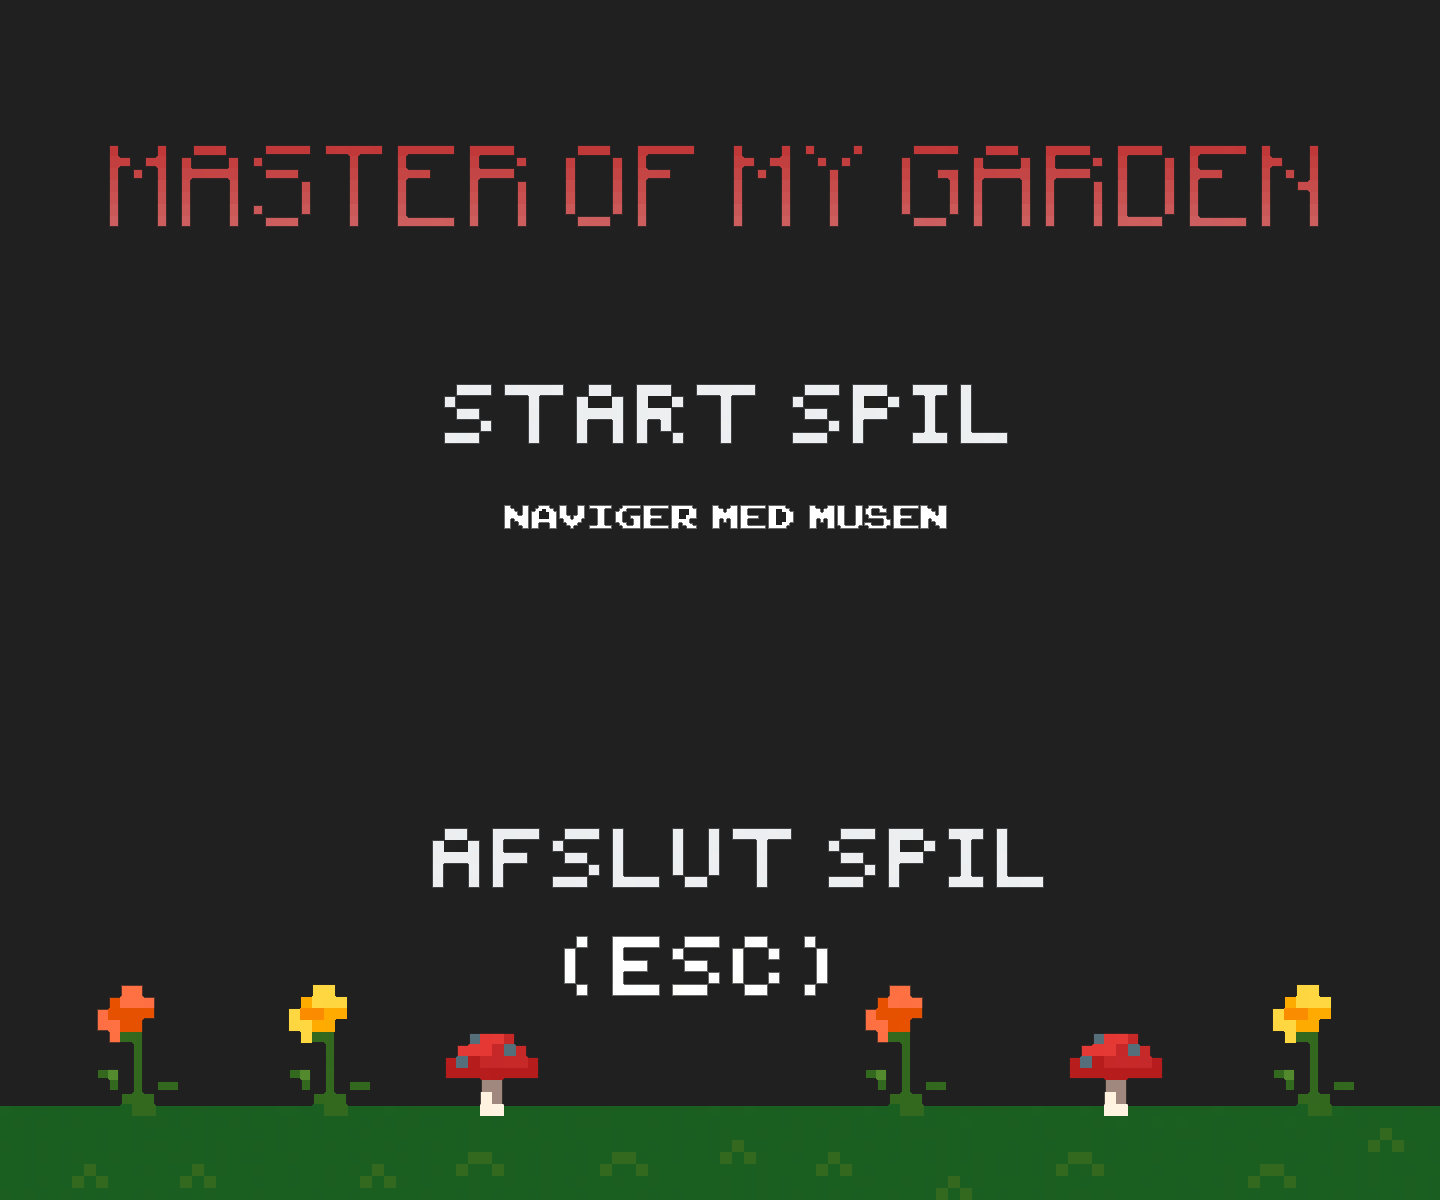 MASTER OF MY GARDEN
START SPIL
NAVIGER MED MUSEN
AFSLUT SPIL
(ESC)